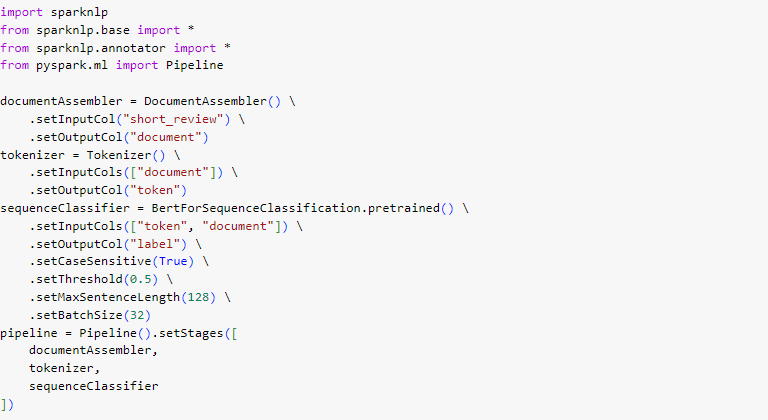 import sparknlp
from sparknlp.base import *
from sparknlp.annotator import *
from pyspark.ml import Pipeline

documentAssembler = DocumentAssembler() \
    .setInputCol("short_review") \
    .setOutputCol("document")
tokenizer = Tokenizer() \
    .setInputCols(["document"]) \
    .setOutputCol("token")
sequenceClassifier = BertForSequenceClassification.pretrained() \
    .setInputCols(["token", "document"]) \
    .setOutputCol("label") \
    .setCaseSensitive(True) \
    .setThreshold(0.5) \
    .setMaxSentenceLength(128) \
    .setBatchSize(32)
pipeline = Pipeline().setStages([
    documentAssembler,
    tokenizer,
    sequenceClassifier
])